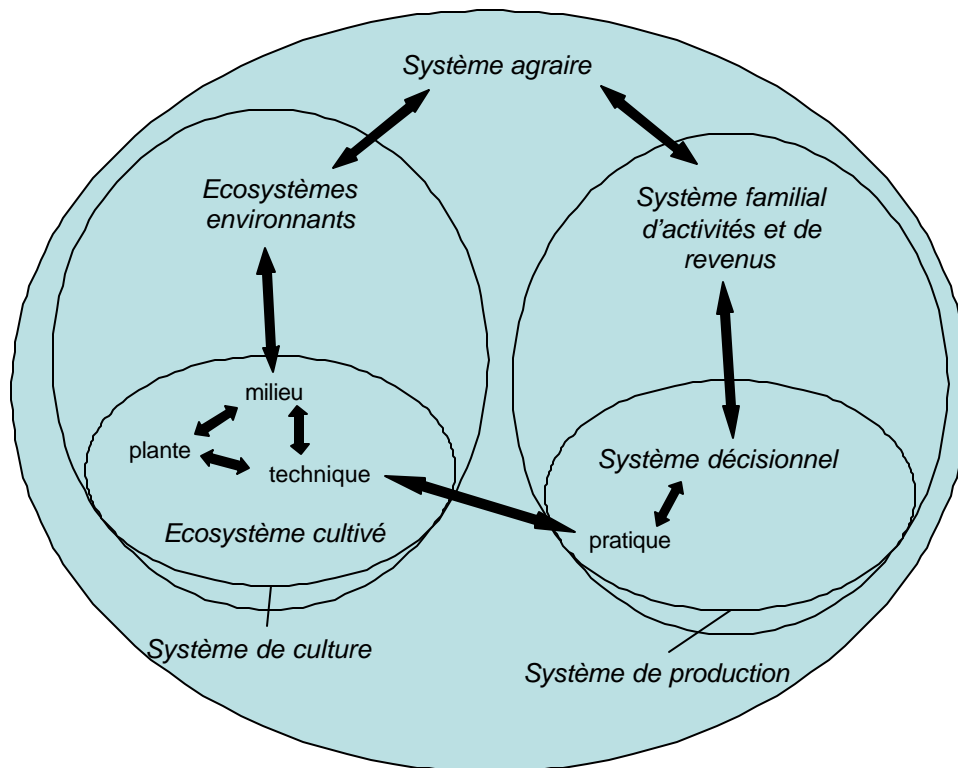 Système agraire
Ecosystèmes
environnants
Système familial
d'activités et de
revenus
milieu
plante
technique
Ecosystème cultivé
Système décisionnel
pratique
Système de culture
Système de production